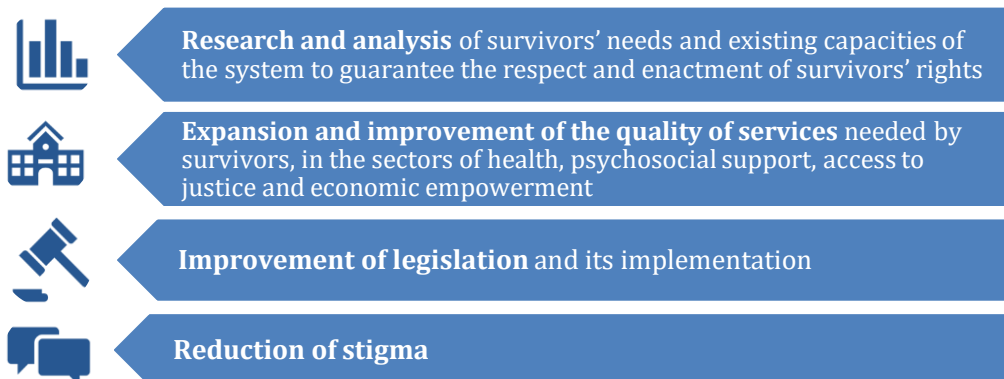 Research and analysis of survivors’ needs and existing capacities of
the system to guarantee the respect and enactment of survivors’ rights
Expansion and improvement of the quality of services needed by
survivors, in the sectors of health, psychosocial support, access to
justice and economic empowerment
Improvement of legislation and its implementation
Reduction of stigma